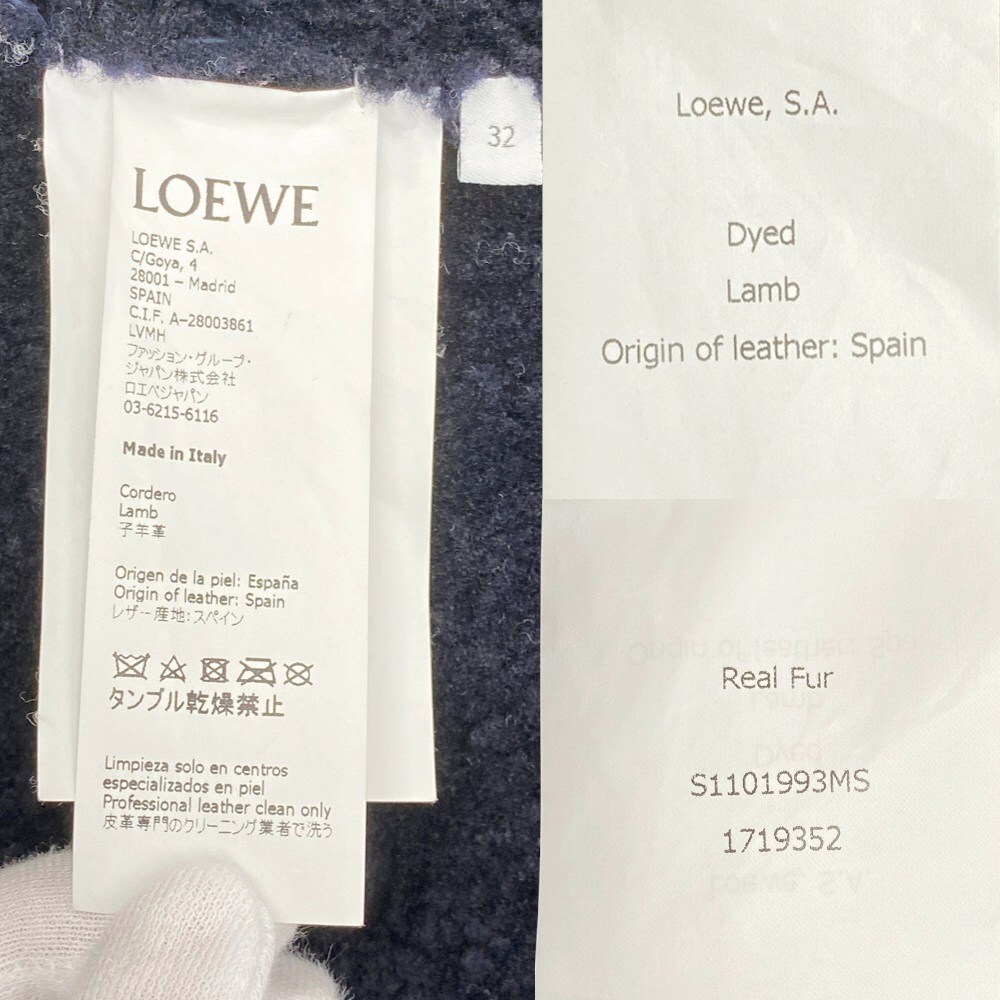 LOEWE
LOEWE S.A.
C/Goya, 4
28001 – Madrid
SPAIN
C.I.F. A–28003861
LVMH
ファッション・グループ・
ジャパン株式会社
ロエベジャパン
03-6215-6116
Made in Italy
Cordero
Lamb
子羊革
Origen de la piel: España
Origin of leather: Spain
レザー産地:スペイン
タンブル乾燥禁止
Limpieza solo en centros
especializados en piel
Professional leather clean only
皮革専門のクリーニング業者で洗う
32
Loewe, S.A.
Dyed
Lamb
Origin of leather: Spain
Real Fur
S1101993MS
1719352